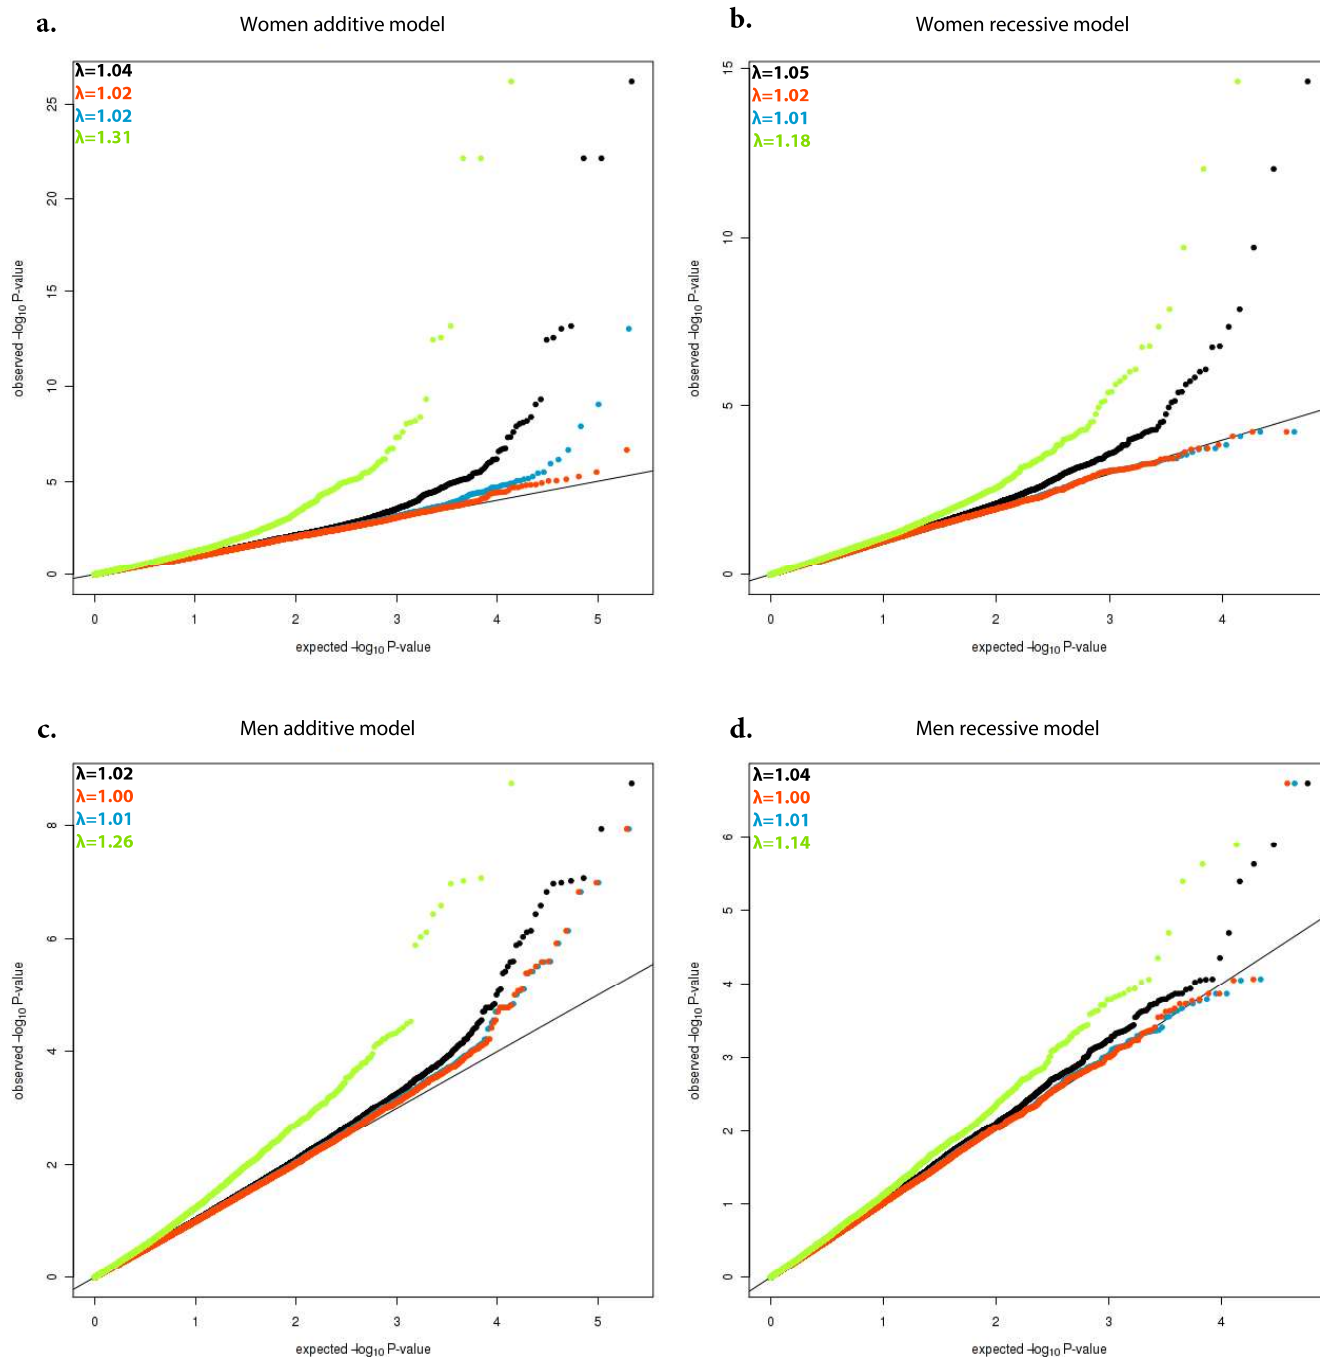 a.
Women additive model
λ=1.04
λ=1.02
λ=1.02
λ=1.31
25
20
15
10
5
0
observed –log10 P-value
0 1 2 3 4 5
expected –log10 P-value
b.
Women recessive model
λ=1.05
λ=1.02
λ=1.01
λ=1.18
15
10
5
0
observed –log10 P-value
0 1 2 3 4
expected –log10 P-value
c.
Men additive model
λ=1.02
λ=1.00
λ=1.01
λ=1.26
8
6
4
2
0
observed –log10 P-value
0 1 2 3 4 5
expected –log10 P-value
d.
Men recessive model
λ=1.04
λ=1.00
λ=1.01
λ=1.14
6
5
4
3
2
1
0
observed –log10 P-value
0 1 2 3 4
expected –log10 P-value